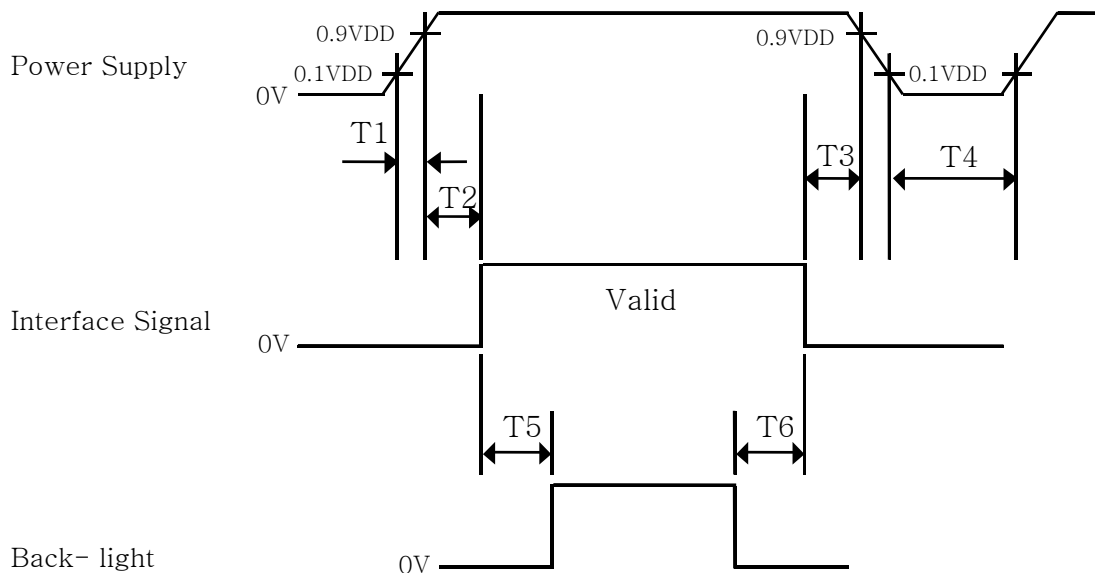 0.9VDD
0.9VDD
Power Supply
0.1VDD
0.1VDD
0V
T1
T3
T4
T2
Valid
Interface Signal
0V
T5
T6
Back- light
0V